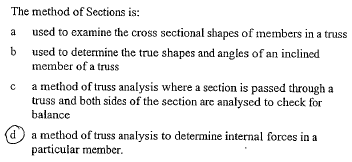 The method of Sections is:
a used to examine the cross sectional shapes of members in a truss
b used to determine the true shapes and angles of an inclined
member of a truss
c a method of truss analysis where a section is passed through a
truss and both sides of the section are analysed to check for
balance
d a method of truss analysis to determine internal forces in a
particular member.